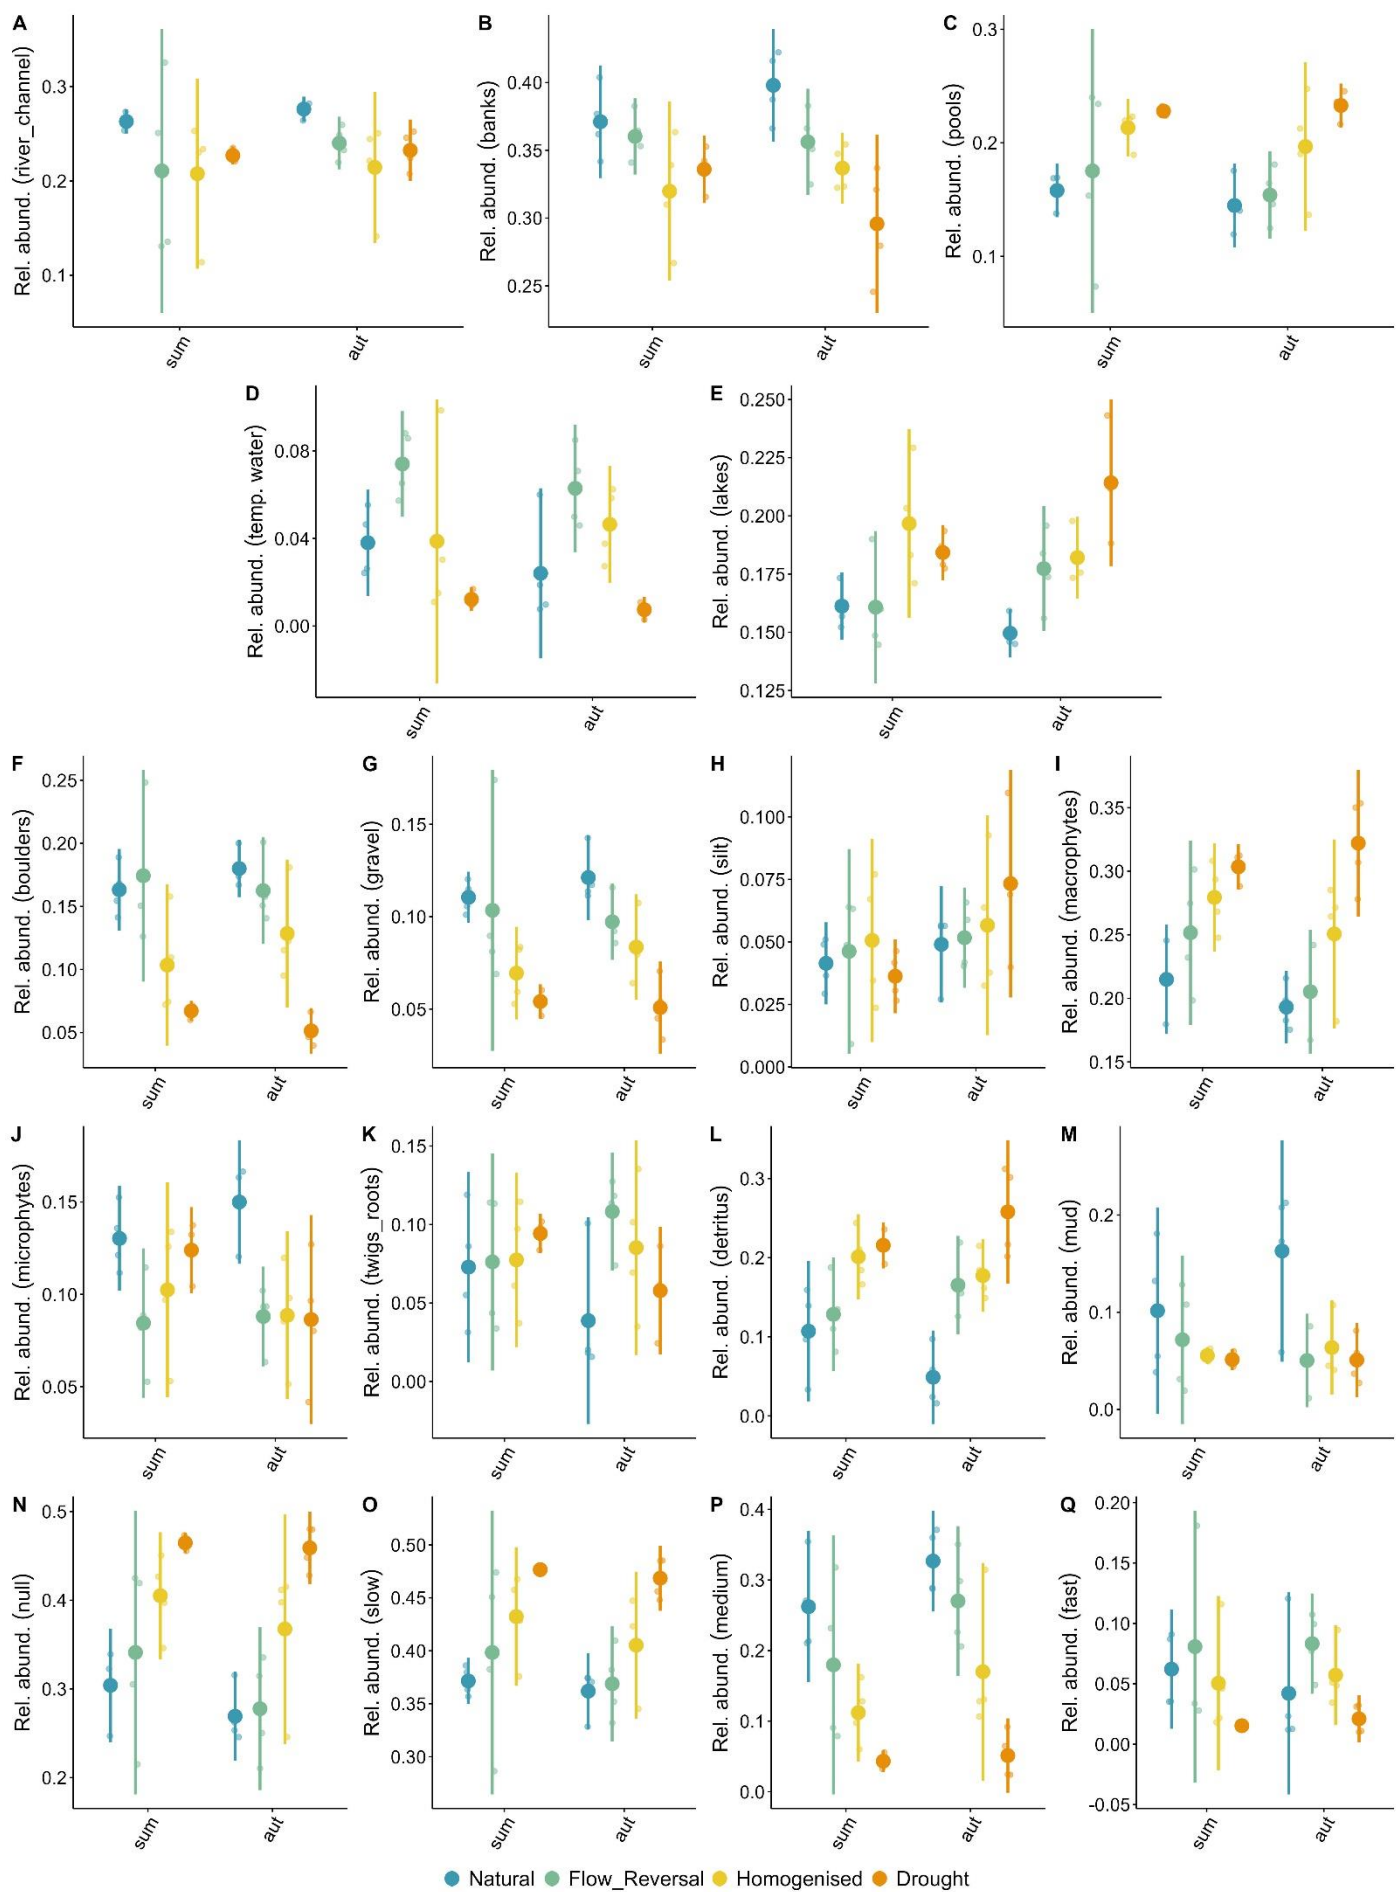 A
Rel. abund. (river_channel)
0.3
0.2
0.1
sum
aut
B
Rel. abund. (banks)
0.40
0.35
0.30
0.25
sum
aut
C
Rel. abund. (pools)
0.3
0.2
0.1
sum
aut
D
Rel. abund. (temp. water)
0.08
0.04
0.00
sum
aut
E
Rel. abund. (lakes)
0.250
0.225
0.200
0.175
0.150
0.125
sum
aut
F
Rel. abund. (boulders)
0.25
0.20
0.15
0.10
0.05
sum
aut
G
Rel. abund. (gravel)
0.15
0.10
0.05
sum
aut
H
Rel. abund. (silt)
0.100
0.075
0.050
0.025
0.000
sum
aut
I
Rel. abund. (macrophytes)
0.35
0.30
0.25
0.20
0.15
sum
aut
J
Rel. abund. (microphytes)
0.15
0.10
0.05
sum
aut
K
Rel. abund. (twigs_roots)
0.15
0.10
0.05
0.00
sum
aut
L
Rel. abund. (detritus)
0.3
0.2
0.1
0.0
sum
aut
M
Rel. abund. (mud)
0.2
0.1
0.0
sum
aut
N
Rel. abund. (null)
0.5
0.4
0.3
0.2
sum
aut
O
Rel. abund. (slow)
0.50
0.45
0.40
0.35
0.30
sum
aut
P
Rel. abund. (medium)
0.4
0.3
0.2
0.1
0.0
sum
aut
Q
Rel. abund. (fast)
0.20
0.15
0.10
0.05
0.00
-0.05
sum
aut
Natural Flow_Reversal Homogenised Drought